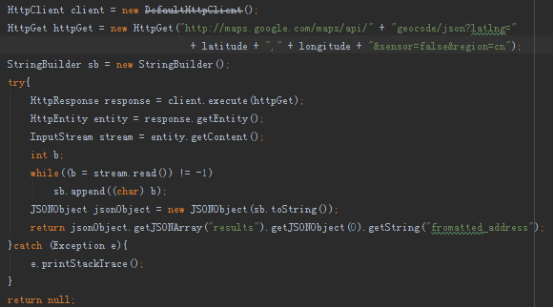 HttpClient client = new DefaultHttpClient();
HttpGet httpGet = new HttpGet("http://maps.google.com/maps/api/" + "geocode/json?latlng="
+ latitude + "," + longitude + "&sensor=false&region=cn");
StringBuilder sb = new StringBuilder();
try{
HttpResponse response = client.execute(httpGet);
HttpEntity entity = response.getEntity();
InputStream stream = entity.getContent();
int b;
while((b = stream.read()) != -1)
sb.append((char) b);
JSONObject jsonObject = new JSONObject(sb.toString());
return jsonObject.getJSONArray("results").getJSONObject(0).getString("fromatted_address");
}catch (Exception e){
e.printStackTrace();
}
return null;